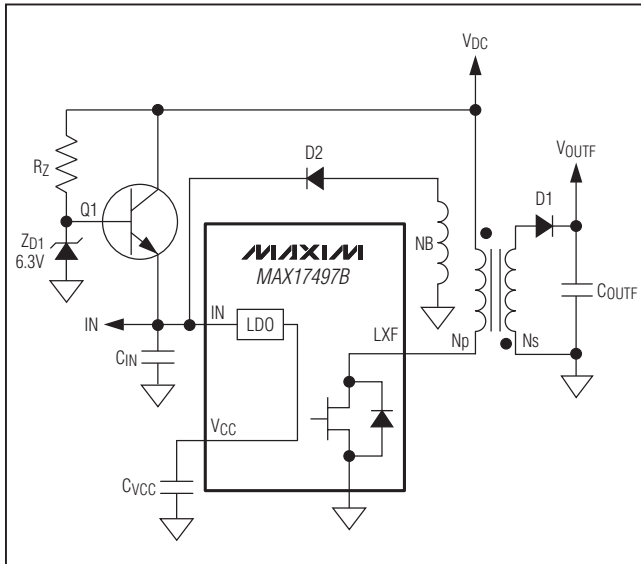 VDC
D2
VOUTF
RZ
D1
Q1
ZD1
6.3V
NB
MAXIM
MAX17497B
COUTF
IN
IN
LDO
LXF
Np
Ns
CIN
VCC
CVCC